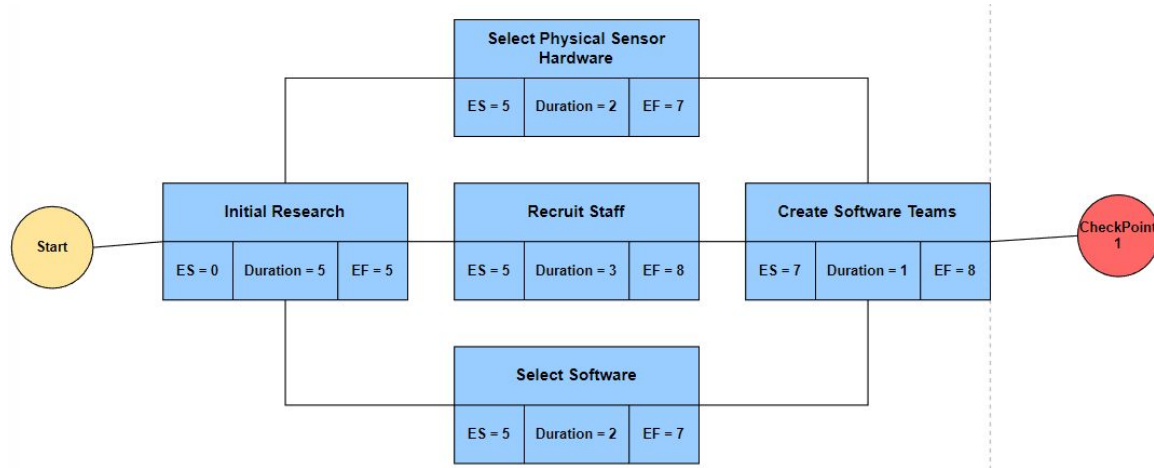 Select Physical Sensor
Hardware
ES = 5
Duration = 2
EF = 7
Start
Initial Research
ES = 0
Duration = 5
EF = 5
Recruit Staff
ES = 5
Duration = 3
EF = 8
Create Software Teams
ES = 7
Duration = 1
EF = 8
CheckPoint
1
Select Software
ES = 5
Duration = 2
EF = 7